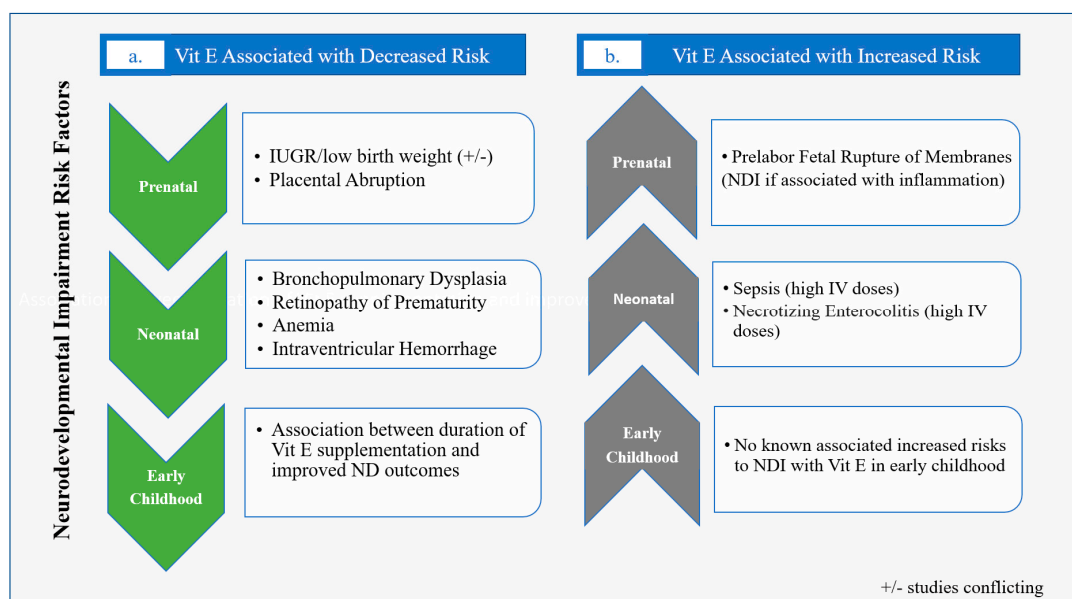 Neurodevelopmental Impairment Risk Factors
a.
Vit E Associated with Decreased Risk
Prenatal
• IUGR/low birth weight (+/-)
• Placental Abruption
Neonatal
• Bronchopulmonary Dysplasia
• Retinopathy of Prematurity
• Anemia
• Intraventricular Hemorrhage
Early
Childhood
• Association between duration of
Vit E supplementation and
improved ND outcomes
b.
Vit E Associated with Increased Risk
Prenatal
• Prelabor Fetal Rupture of Membranes
(NDI if associated with inflammation)
Neonatal
• Sepsis (high IV doses)
• Necrotizing Enterocolitis (high IV
doses)
Early
Childhood
• No known associated increased risks
to NDI with Vit E in early childhood
+/- studies conflicting